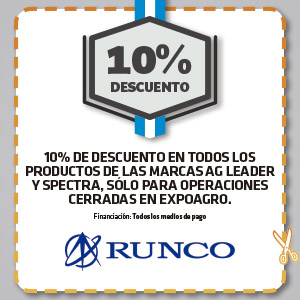 10%
DESCUENTO
10% DE DESCUENTO EN TODOS LOS
PRODUCTOS DE LAS MARCAS AG LEADER
Y SPECTRA, SÓLO PARA OPERACIONES
CERRADAS EN EXPOAGRO.
Financiación: Todos los medios de pago
RUNCO